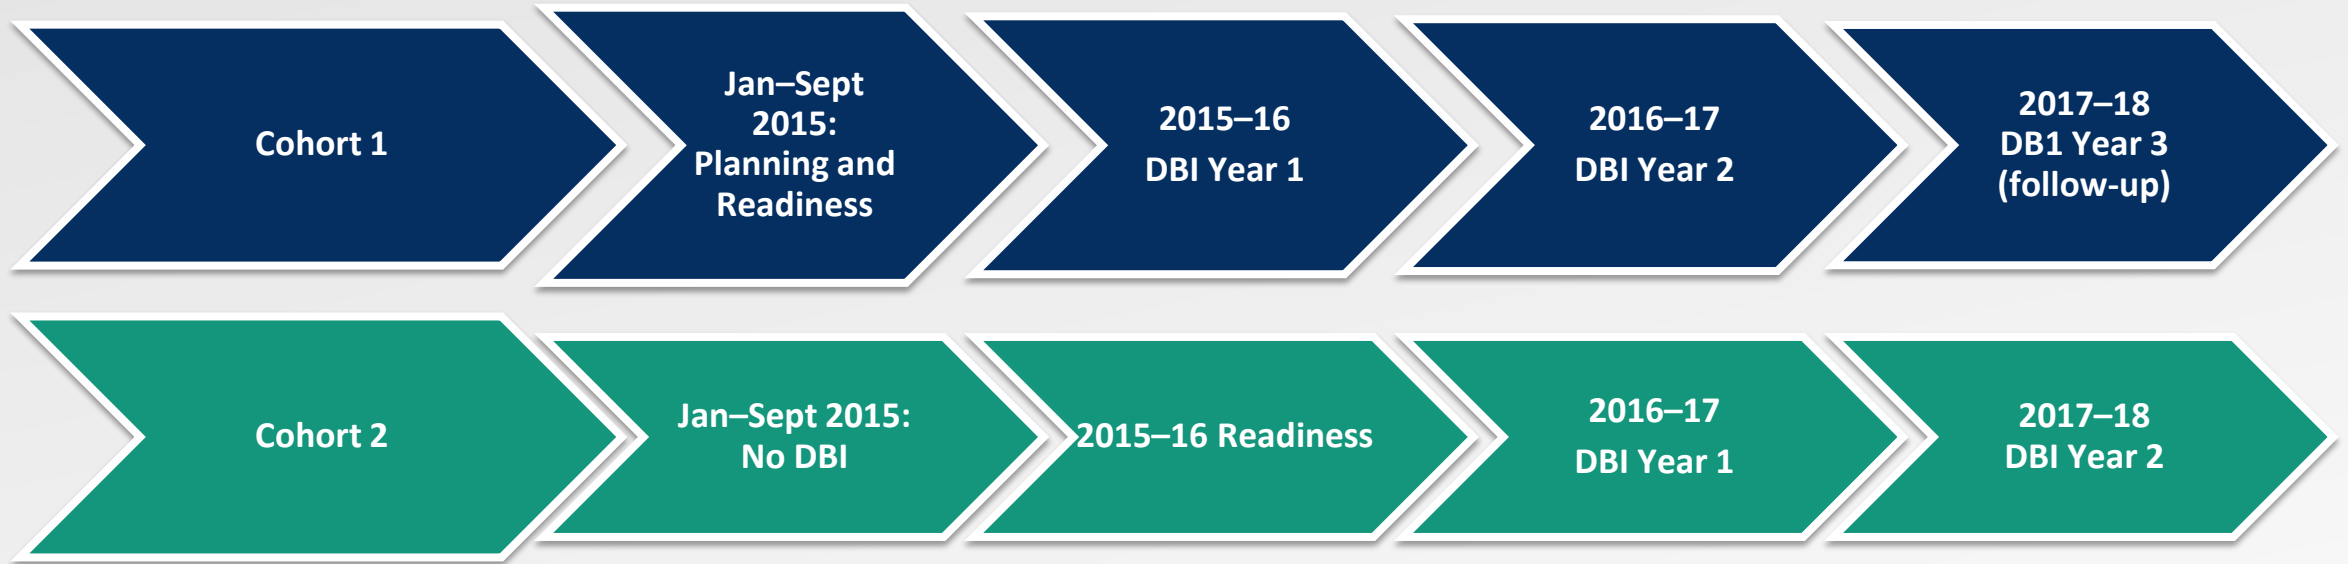 Cohort 1
Jan–Sept
2015:
Planning and
Readiness
2015–16
DBI Year 1
2016–17
DBI Year 2
2017–18
DB1 Year 3
(follow-up)
Cohort 2
Jan–Sept 2015:
No DBI
2015–16 Readiness
2016–17
DBI Year 1
2017–18
DBI Year 2